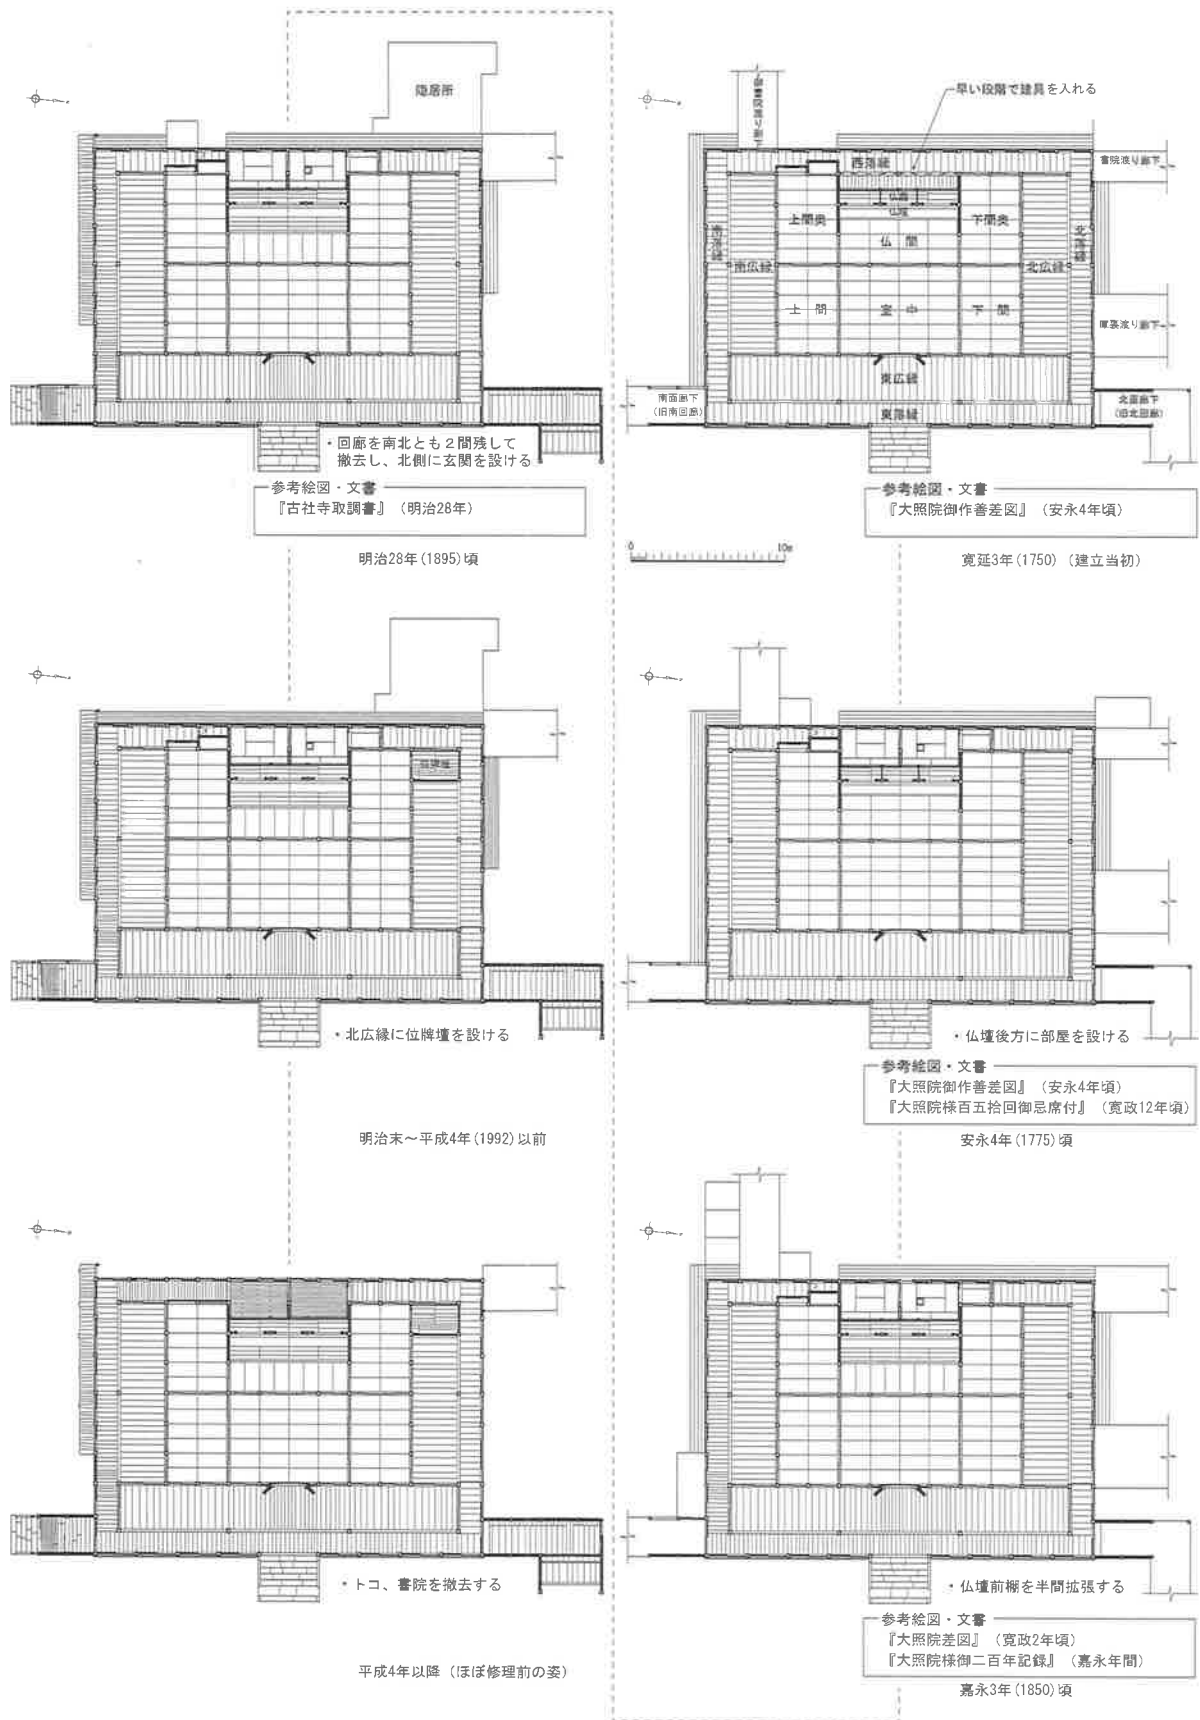 早い段階で建具を入れる
西落縁
書院渡り廊下
仏壇
上間奥
仏間
下間奥
南落縁
南広縁
北広縁
北落縁
上間
室中
下間
庫裏渡り廊下
東広縁
東落縁
南面廊下
(旧南回廊)
北面廊下
(旧北回廊)
参考絵図・文書
『大照院御作善差図』(安永4年頃)
0 10m
寛延3年(1750)(建立当初)
・仏壇後方に部屋を設ける
参考絵図・文書
『大照院御作善差図』(安永4年頃)
『大照院様百五拾回御忌席付』(寛政12年頃)
安永4年(1775)頃
・仏壇前棚を半間拡張する
参考絵図・文書
『大照院差図』(寛政2年頃)
『大照院様御二百年記録』(嘉永年間)
嘉永3年(1850)頃
隠居所
・回廊を南北とも2間残して
撤去し、北側に玄関を設ける
参考絵図・文書
『古社寺取調書』(明治28年)
明治28年(1895)頃
位牌壇
・北広縁に位牌壇を設ける
明治末～平成4年(1992)以前
・トコ、書院を撤去する
平成4年以降(ほぼ修理前の姿)